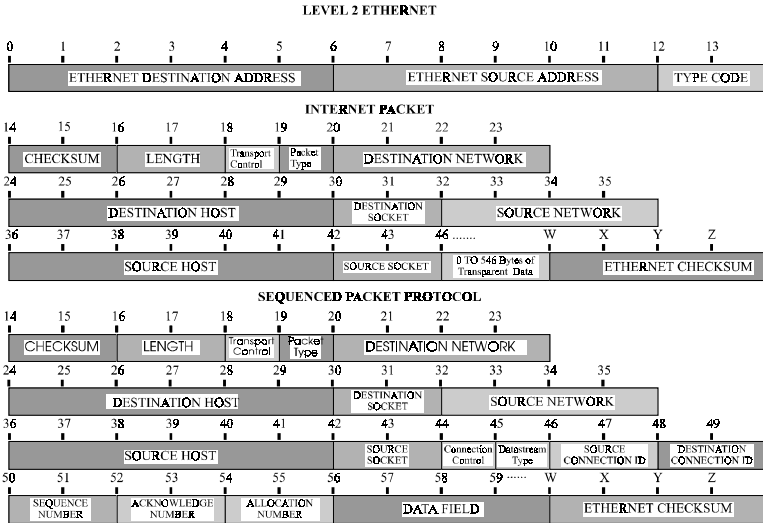 LEVEL 2 ETHERNET
0 1 2 3 4 5 6 7 8 9 10 11 12 13
ETHERNET DESTINATION ADDRESS ETHERNET SOURCE ADDRESS TYPE CODE
INTERNET PACKET
14 15 16 17 18 19 20 21 22 23
CHECKSUM LENGTH Transport Control Packet Type DESTINATION NETWORK
24 25 26 27 28 29 30 31 32 33 34 35
DESTINATION HOST DESTINATION SOCKET SOURCE NETWORK
36 37 38 39 40 41 42 43 46 ....... W X Y Z
SOURCE HOST SOURCE SOCKET 0 TO 546 Bytes of Transparent Data ETHERNET CHECKSUM
SEQUENCED PACKET PROTOCOL
14 15 16 17 18 19 20 21 22 23
CHECKSUM LENGTH Transport Control Packet Type DESTINATION NETWORK
24 25 26 27 28 29 30 31 32 33 34 35
DESTINATION HOST DESTINATION SOCKET SOURCE NETWORK
36 37 38 39 40 41 42 43 44 45 46 47 48 49
SOURCE HOST SOURCE SOCKET Connection Control Datastream Type SOURCE CONNECTION ID DESTINATION CONNECTION ID
50 51 52 53 54 55 56 57 58 59 ...... W X Y Z
SEQUENCE NUMBER ACKNOWLEDGE NUMBER ALLOCATION NUMBER DATA FIELD ETHERNET CHECKSUM